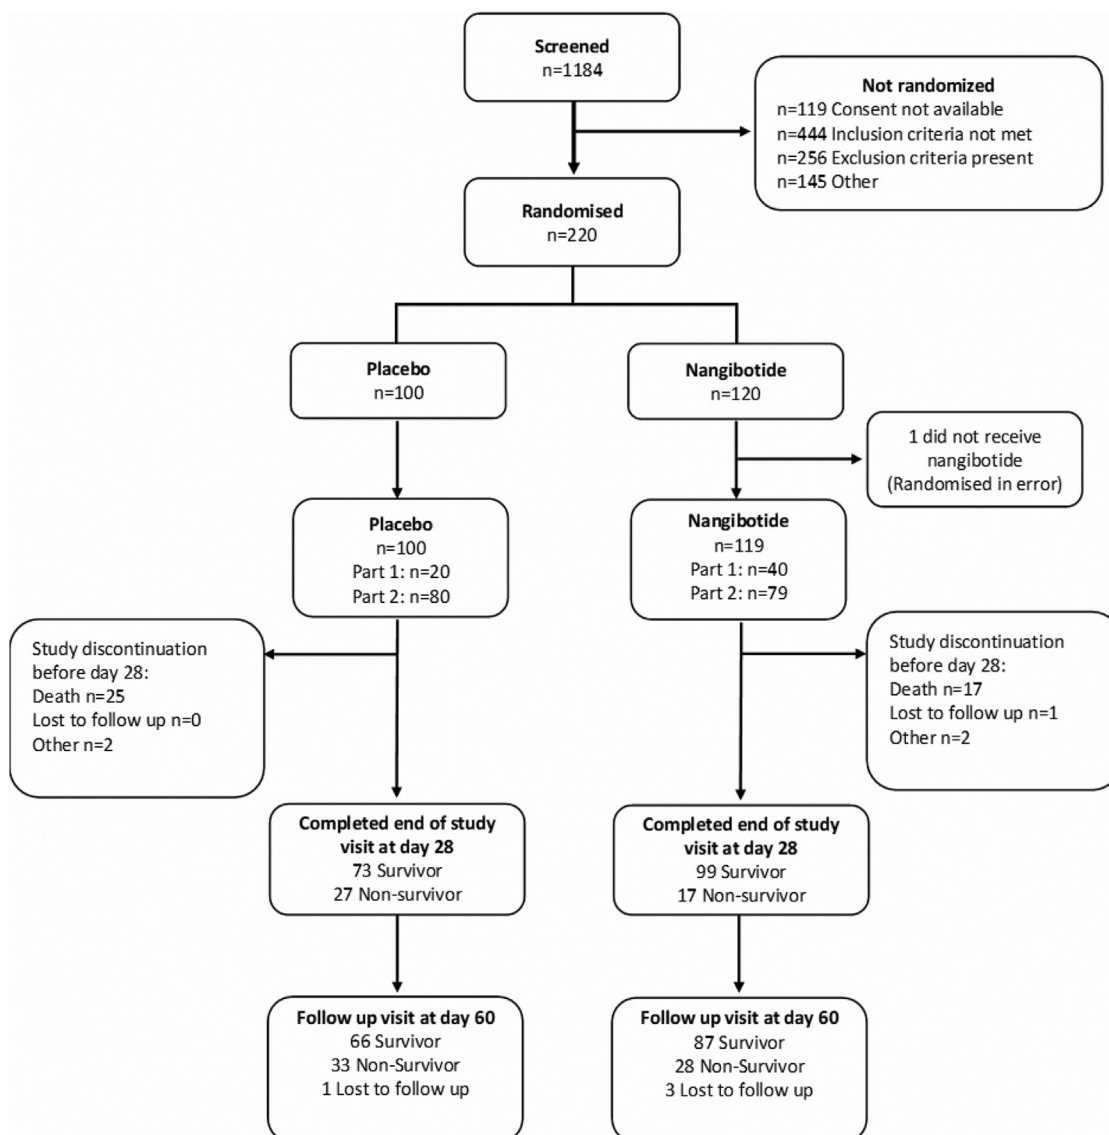 Screened
n=1184
Not randomized
n=119 Consent not available
n=444 Inclusion criteria not met
n=256 Exclusion criteria present
n=145 Other
Randomised
n=220
Placebo
n=100
Nangibotide
n=120
1 did not receive
nangibotide
(Randomised in error)
Placebo
n=100
Part 1: n=20
Part 2: n=80
Nangibotide
n=119
Part 1: n=40
Part 2: n=79
Study discontinuation
before day 28:
Death n=25
Lost to follow up n=0
Other n=2
Study discontinuation
before day 28:
Death n=17
Lost to follow up n=1
Other n=2
Completed end of study
visit at day 28
73 Survivor
27 Non-survivor
Completed end of study
visit at day 28
99 Survivor
17 Non-survivor
Follow up visit at day 60
66 Survivor
33 Non-Survivor
1 Lost to follow up
Follow up visit at day 60
87 Survivor
28 Non-Survivor
3 Lost to follow up